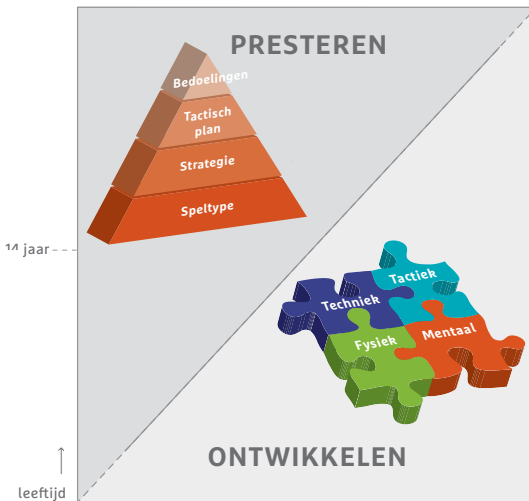 PRESTEREN
Bedoelingen
Tactisch
plan
Strategie
Speltype
14 jaar
Tactiek
Techniek
Mentaal
Fysiek
ONTWIKKELEN
leeftijd